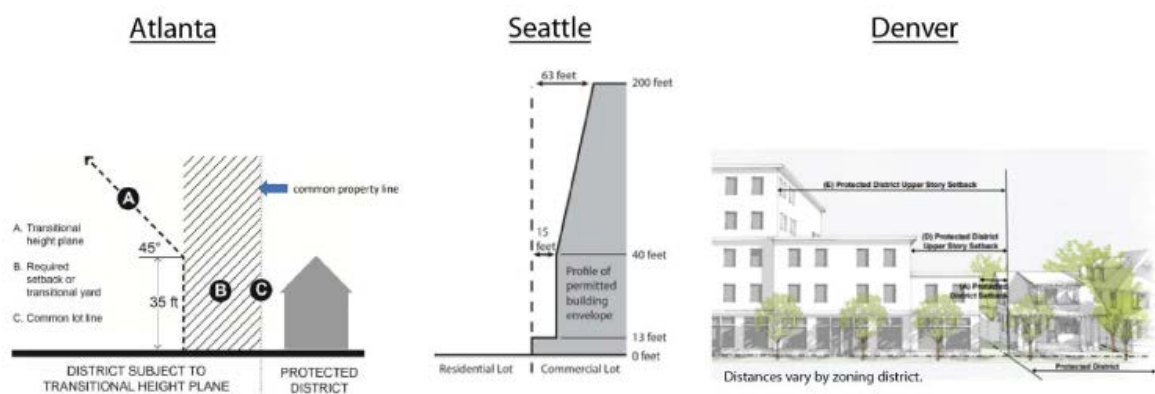 Atlanta
Seattle
Denver
A
common property line
A. Transitional
height plane
B. Required
setback or
transitional yard
C. Common lot line
45°
35 ft
B
C
DISTRICT SUBJECT TO
TRANSITIONAL HEIGHT PLANE
PROTECTED
DISTRICT
63 feet
200 feet
15
feet
40 feet
Profile of
permitted
building
envelope
13 feet
0 feet
Residential Lot
Commercial Lot
(E) Protected District Upper Story Setback
(D) Protected District
Upper Story Setback
(A) Protected
District Setback
Protected District
Distances vary by zoning district.